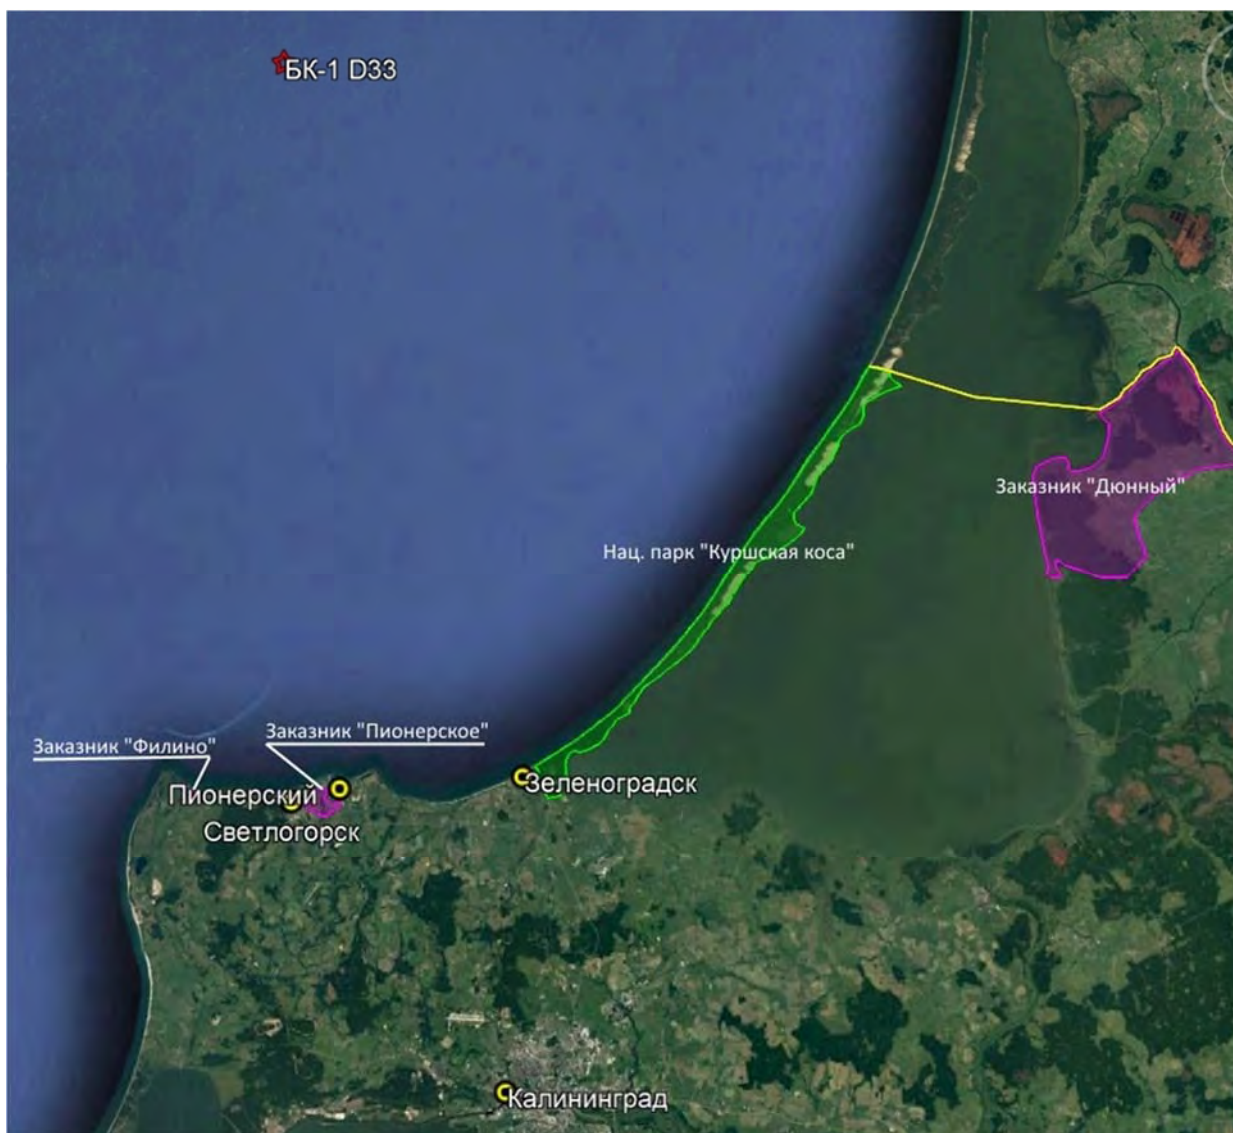 БК-1 D33
Заказник "Дюнный"
Нац. парк "Куршская коса"
Заказник "Пионерское"
Заказник "Филино"
Зеленоградск
Пионерский
Светлогорск
Калининград